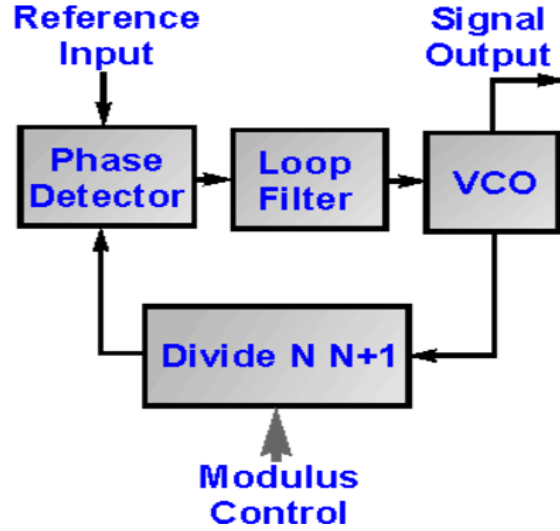 Reference
Input
Signal
Output
Phase
Detector
Loop
Filter
VCO
Divide N N+1
Modulus
Control